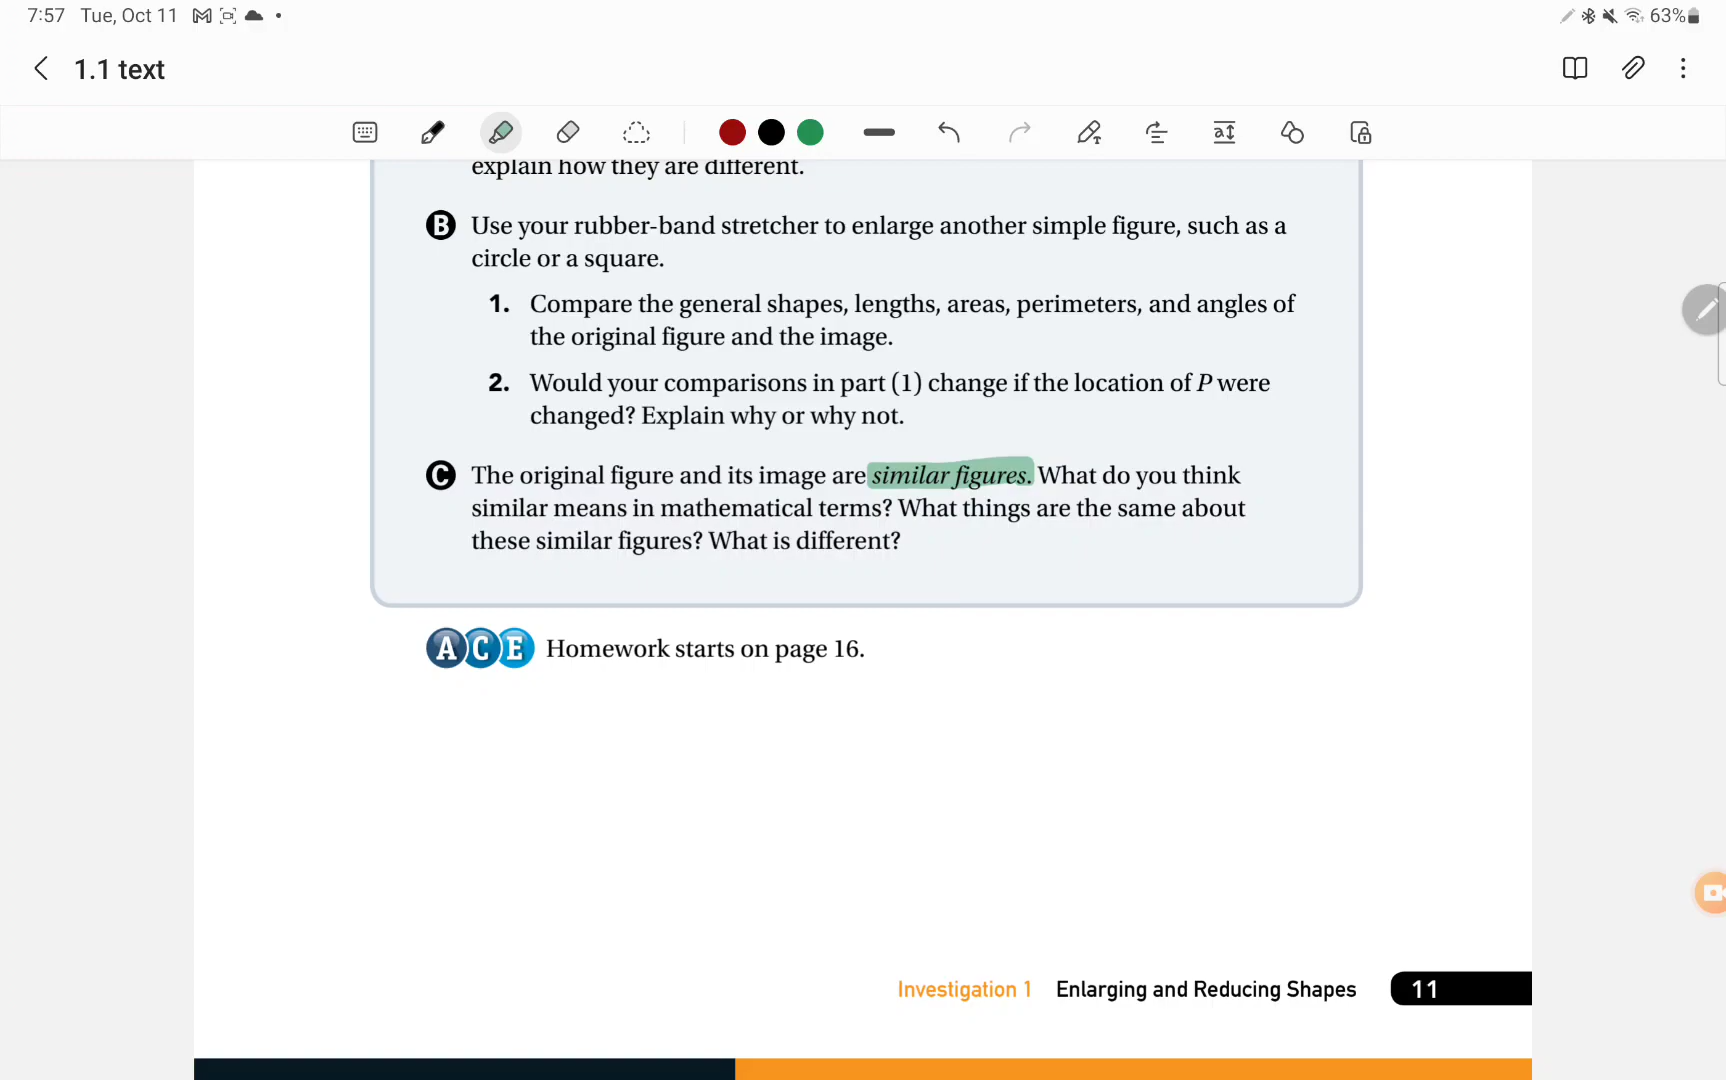 7:57 Tue, Oct 11 63%
1.1 text
explain how they are different.
B Use your rubber-band stretcher to enlarge another simple figure, such as a
circle or a square.
1. Compare the general shapes, lengths, areas, perimeters, and angles of
the original figure and the image.
2. Would your comparisons in part (1) change if the location of P were
changed? Explain why or why not.
C The original figure and its image are similar figures. What do you think
similar means in mathematical terms? What things are the same about
these similar figures? What is different?
ACE Homework starts on page 16.
Investigation 1 Enlarging and Reducing Shapes 11